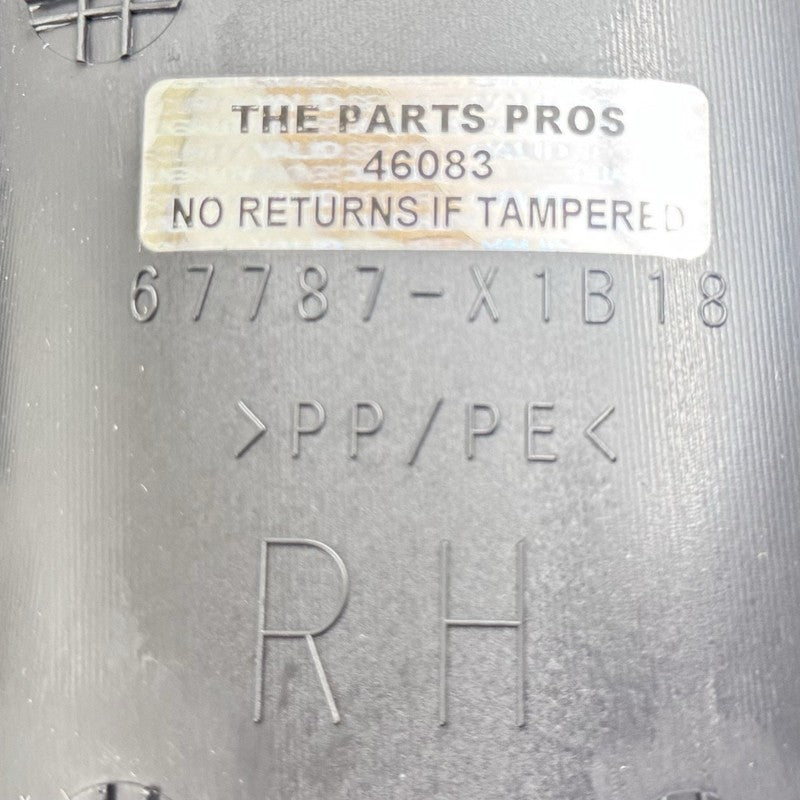 THE PARTS PROS
46083
NO RETURNS IF TAMPERED
67787-X1B18
>PP/PE<
RH